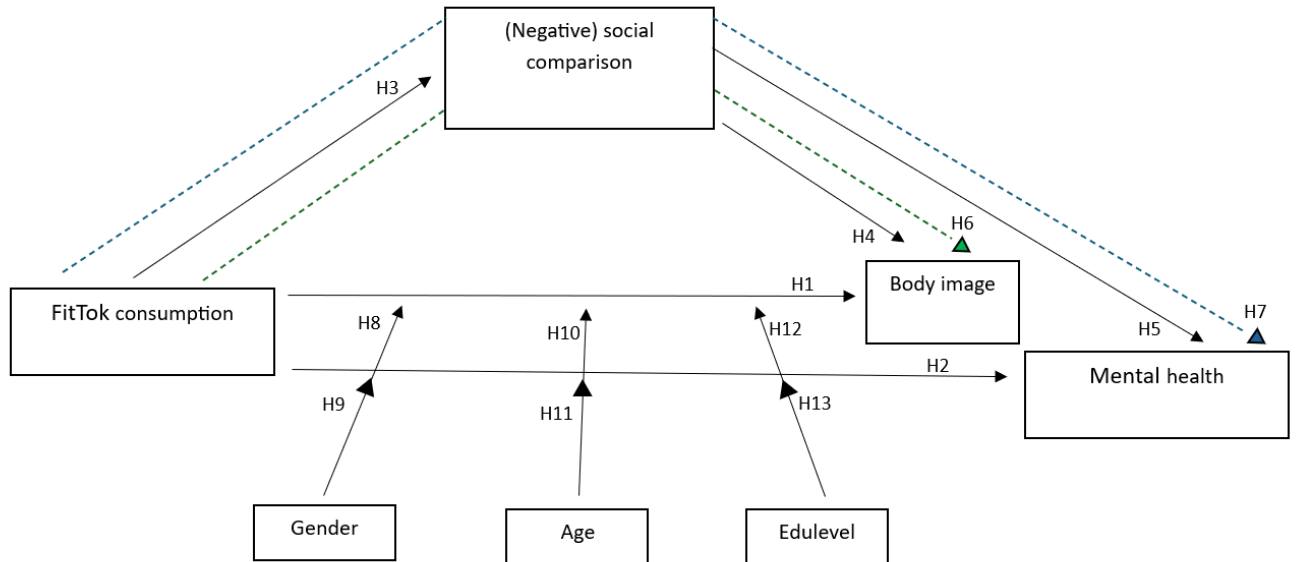 (Negative) social
comparison
H3
H6
H4
Body image
H1
FitTok consumption
H7
H5
H8
H10
H12
H2
Mental health
H9
H11
H13
Gender
Age
Edulevel